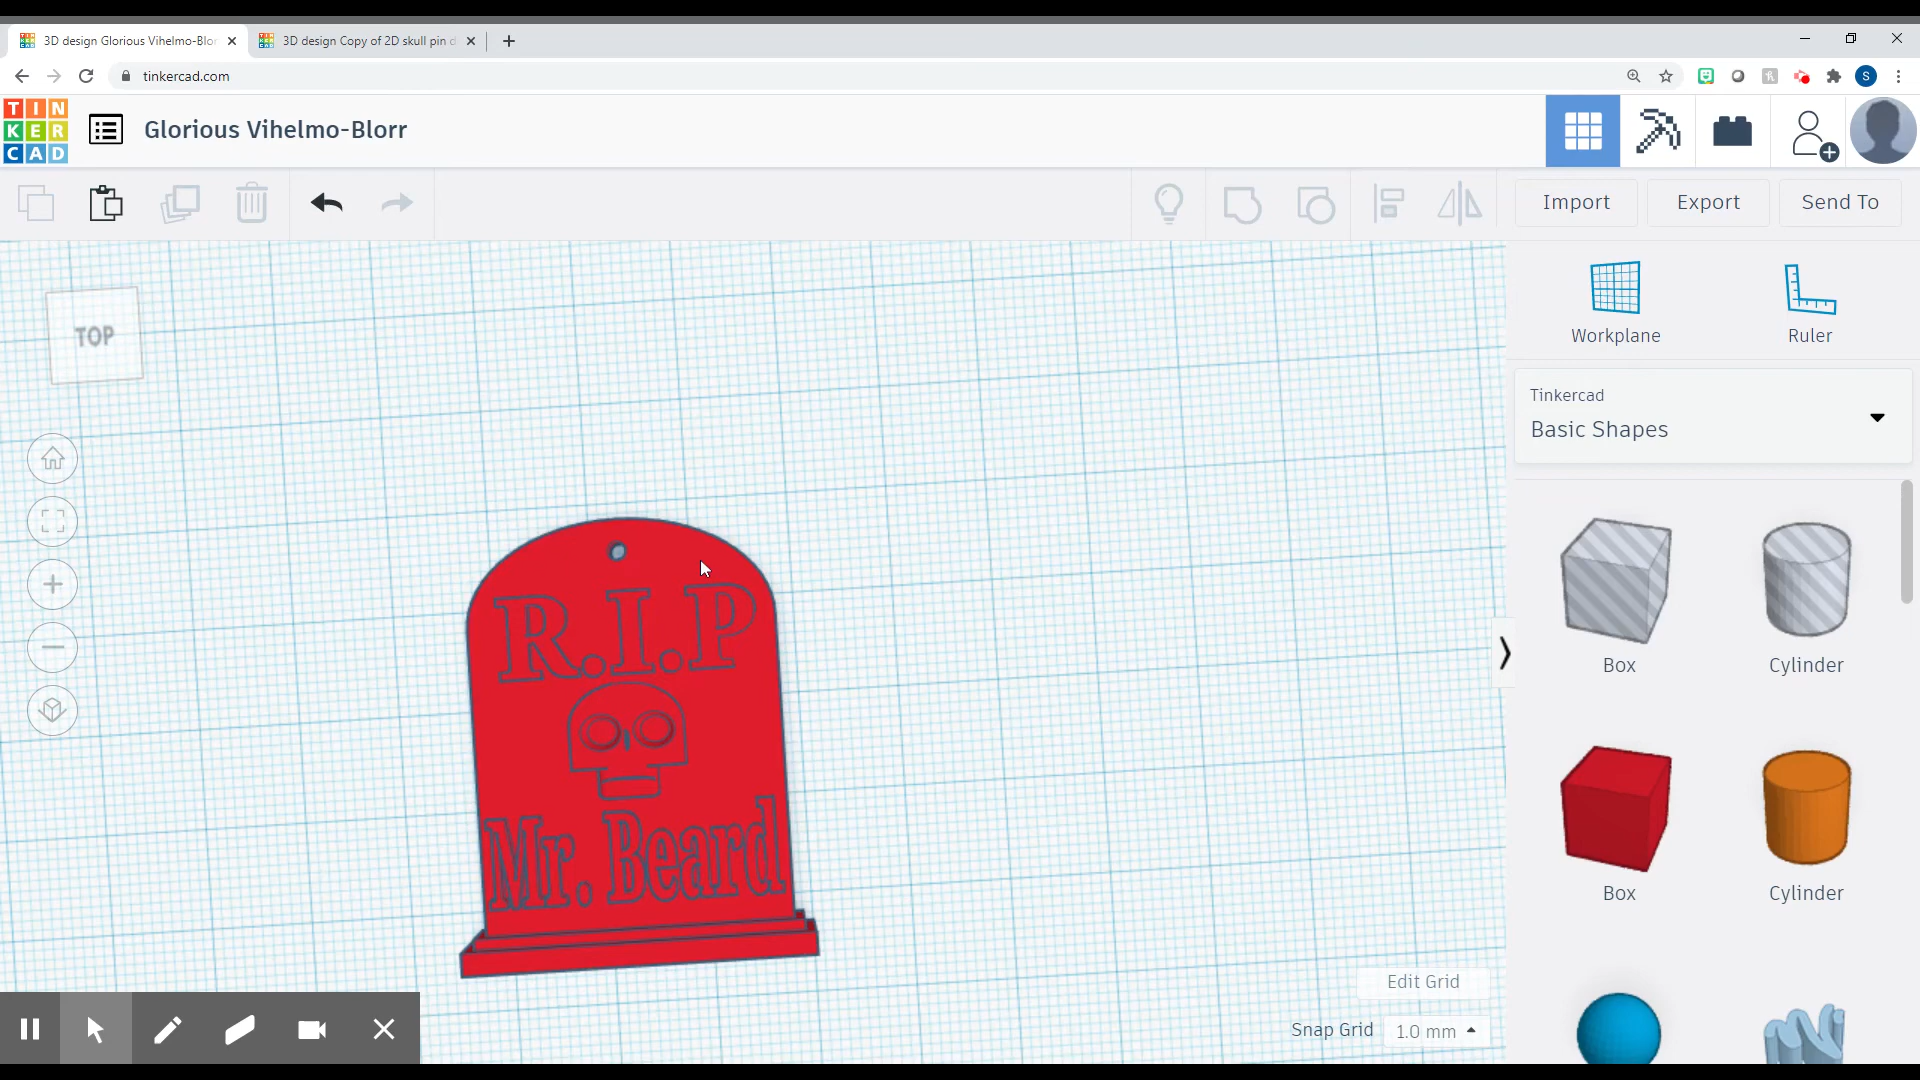 3D design Glorious Vihelmo-Blor
3D design Copy of 2D skull pin d
tinkercad.com
S
TIN
KER
CAD
Glorious Vihelmo-Blorr
Import
Export
Send To
TOP
Workplane
Ruler
Tinkercad
Basic Shapes
Box
Cylinder
R.I.P
Mr. Beard
Box
Cylinder
Edit Grid
Snap Grid
1.0 mm